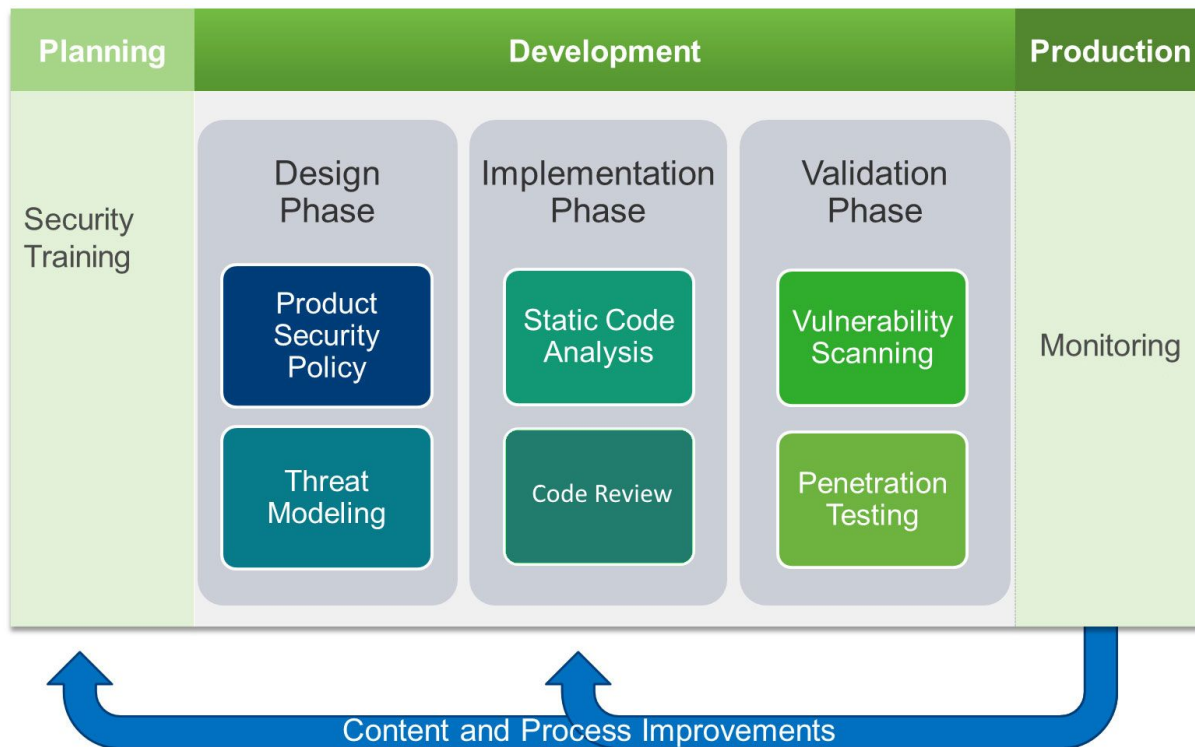 Planning
Development
Production
Security
Training
Design
Phase
Product
Security
Policy
Threat
Modeling
Implementation
Phase
Static Code
Analysis
Code Review
Validation
Phase
Vulnerability
Scanning
Penetration
Testing
Monitoring
Content and Process Improvements